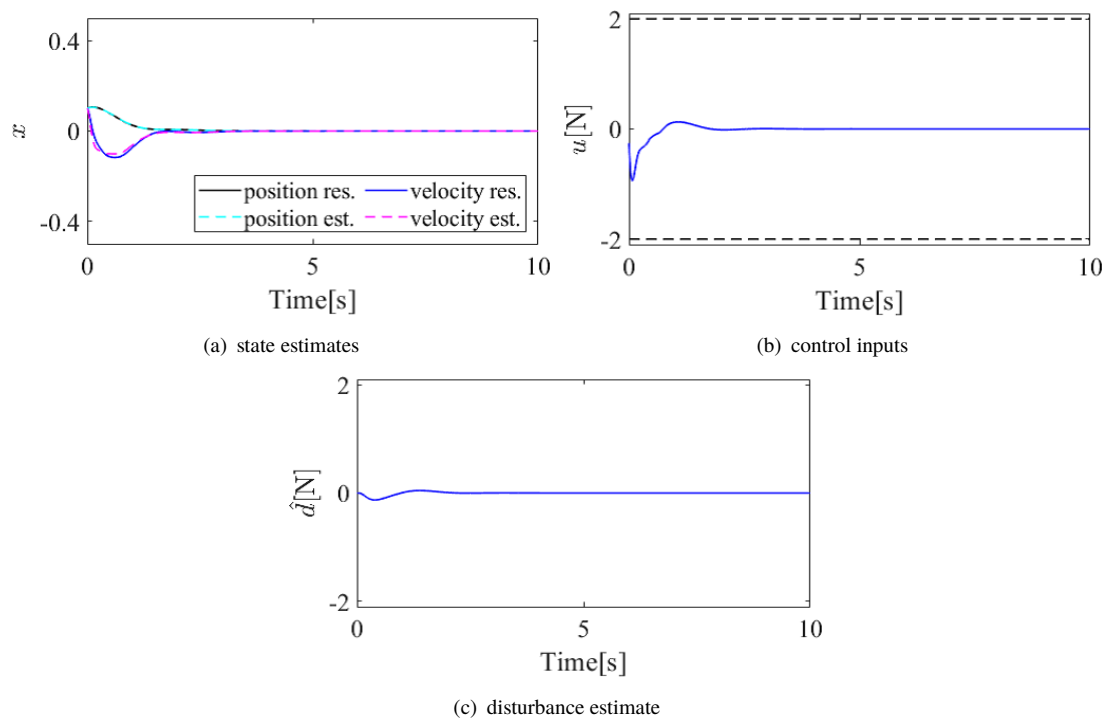 0.4
0
-0.4
x
position res.
velocity res.
position est.
velocity est.
0 5 10
Time[s]
(a) state estimates
2
0
-2
u[N]
0 5 10
Time[s]
(b) control inputs
2
0
-2
d̂[N]
0 5 10
Time[s]
(c) disturbance estimate